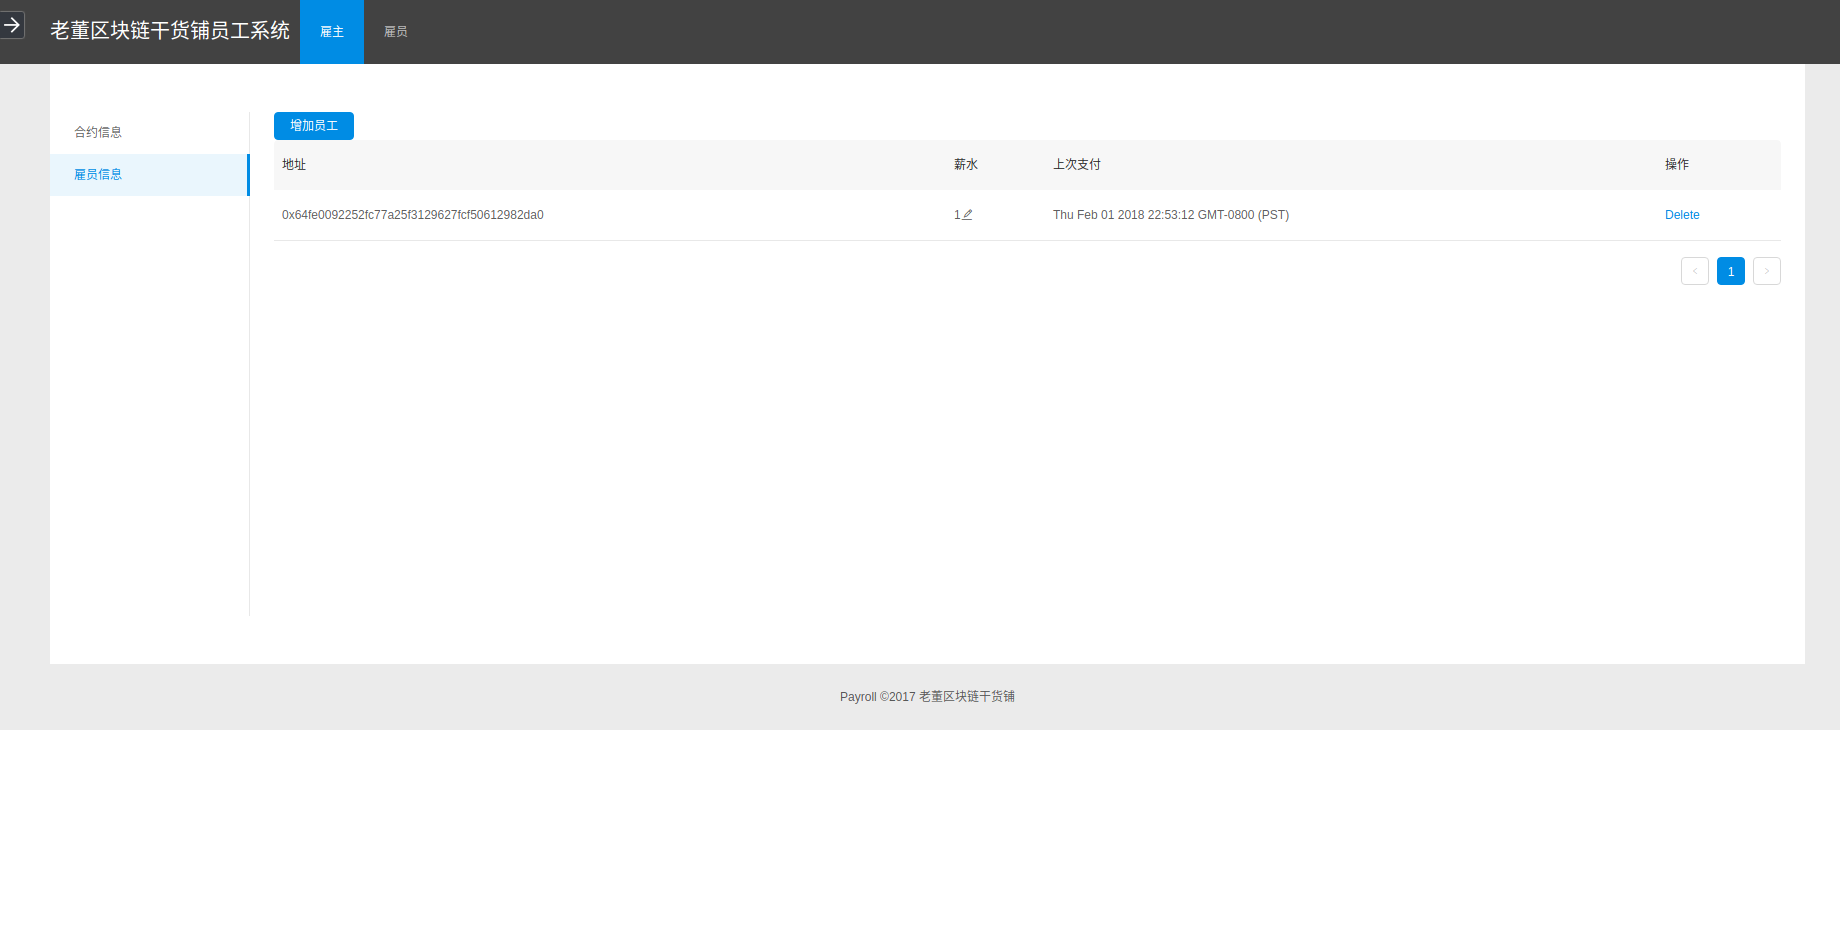 老董区块链干货铺员工系统 雇主 雇员
合约信息
雇员信息
增加员工
地址 薪水 上次支付 操作
0x64fe0092252fc77a25f3129627fcf50612982da0 1 Thu Feb 01 2018 22:53:12 GMT-0800 (PST) Delete
< 1 >
Payroll ©2017 老董区块链干货铺